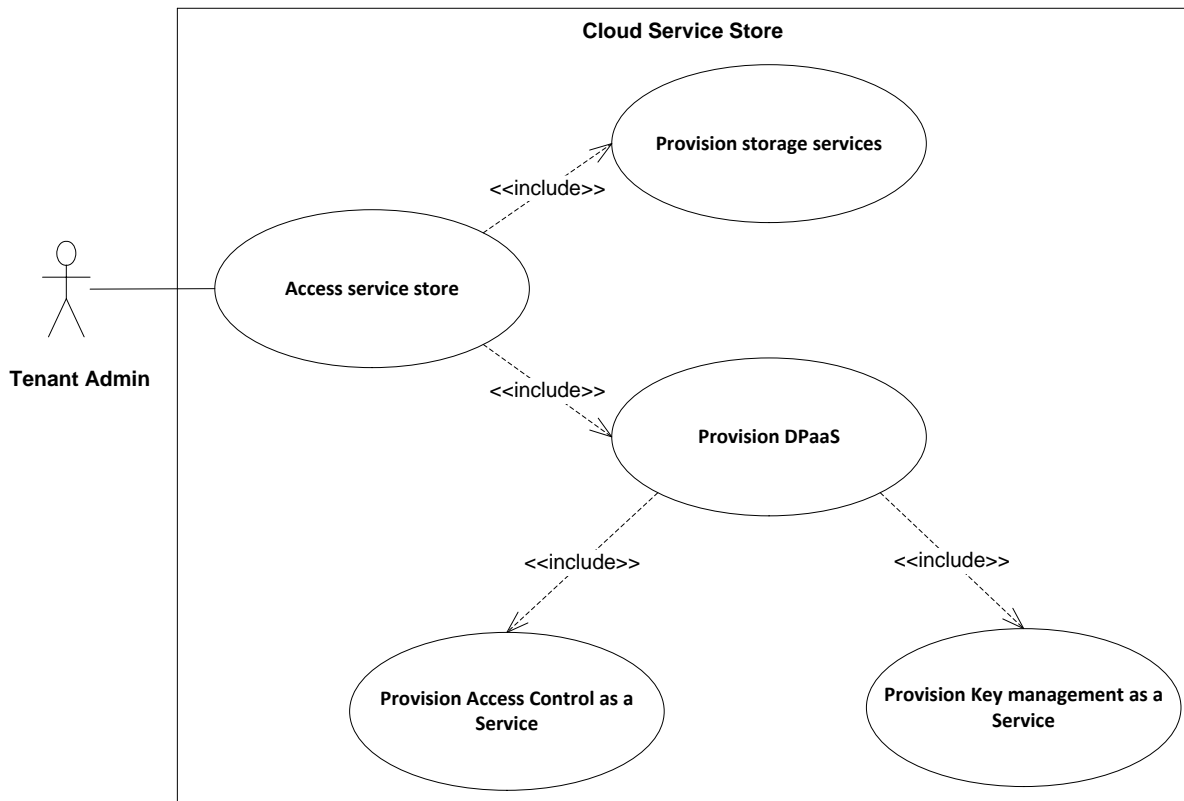 Cloud Service Store
Provision storage services
<<include>>
Access service store
Tenant Admin
<<include>>
Provision DPaaS
<<include>>
<<include>>
Provision Access Control as a
Service
Provision Key management as a
Service